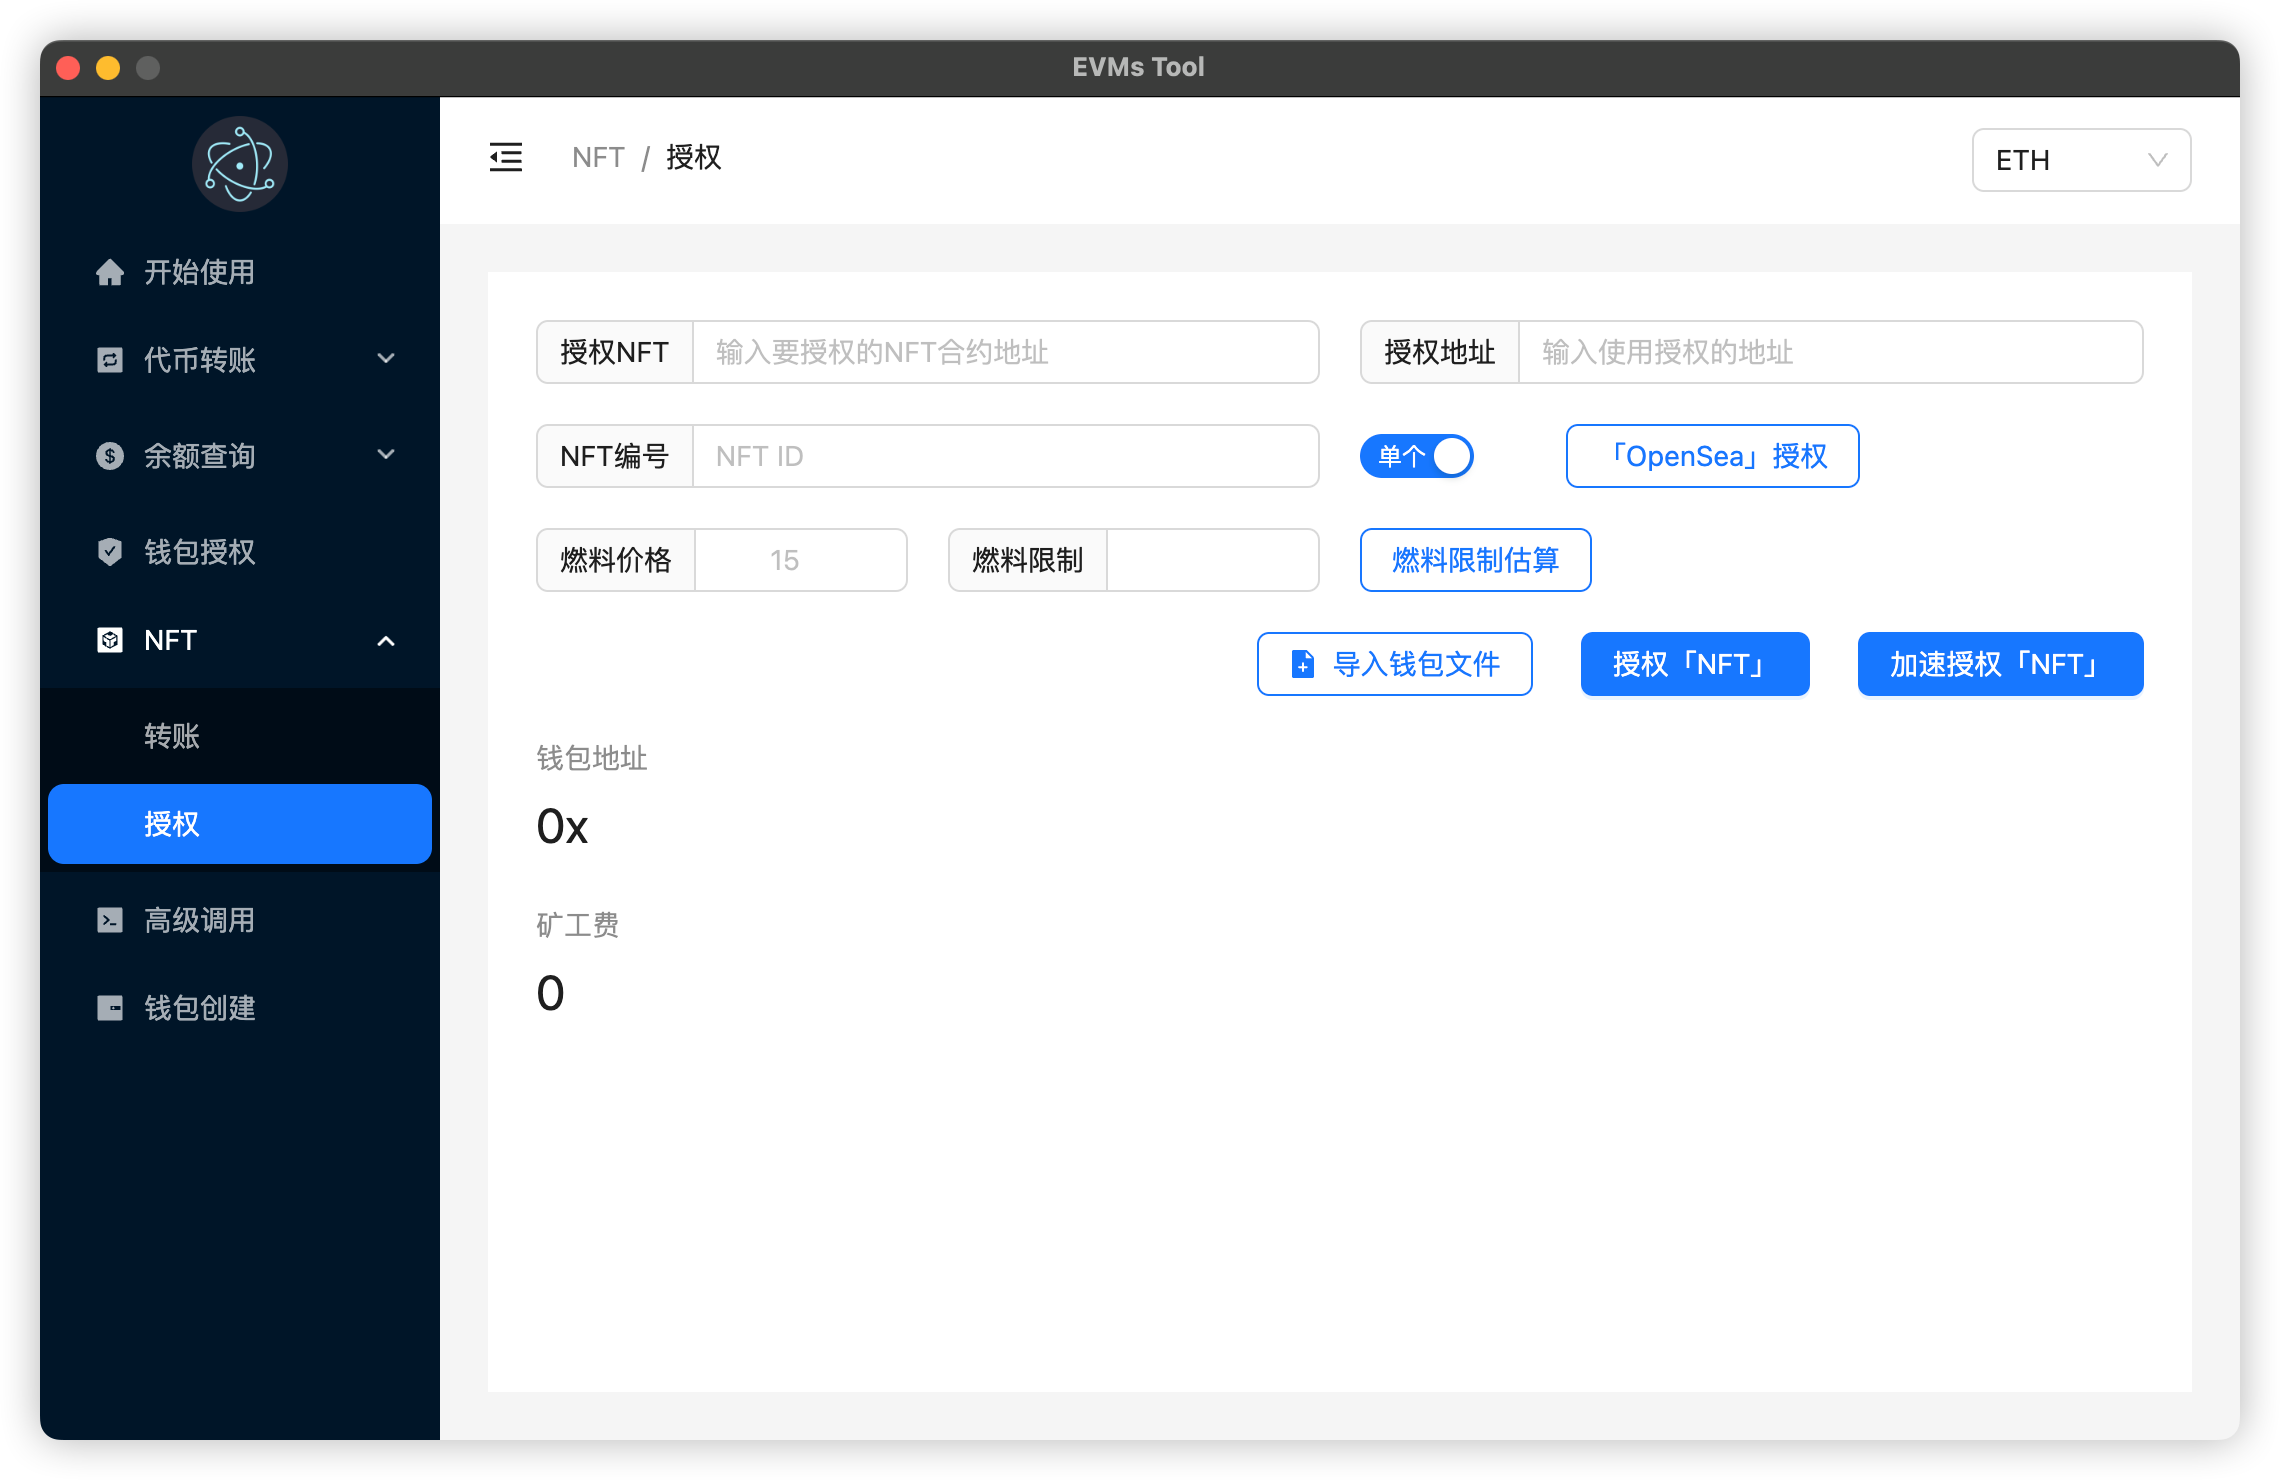 EVMs Tool
开始使用
代币转账
余额查询
钱包授权
NFT
转账
授权
高级调用
钱包创建
NFT / 授权
ETH
授权NFT 输入要授权的NFT合约地址
授权地址 输入使用授权的地址
NFT编号 NFT ID
单个
「OpenSea」授权
燃料价格 15
燃料限制
燃料限制估算
导入钱包文件
授权「NFT」
加速授权「NFT」
钱包地址
0x
矿工费
0